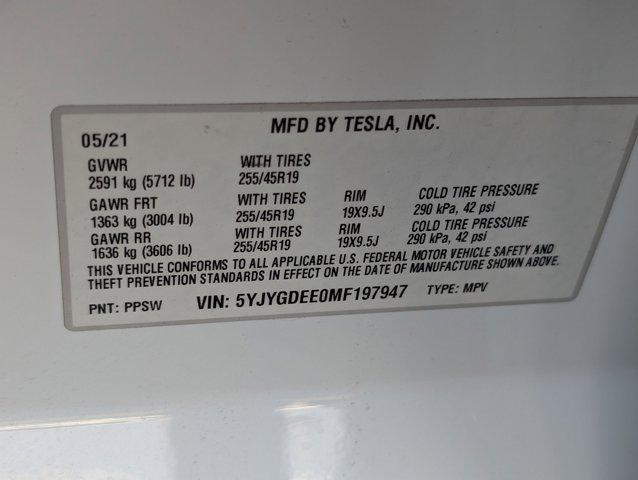 MFD BY TESLA, INC.
05/21
GVWR WITH TIRES
2591 kg (5712 lb) 255/45R19
GAWR FRT WITH TIRES RIM COLD TIRE PRESSURE
1363 kg (3004 lb) 255/45R19 19X9.5J 290 kPa, 42 psi
GAWR RR WITH TIRES RIM COLD TIRE PRESSURE
1636 kg (3606 lb) 255/45R19 19X9.5J 290 kPa, 42 psi
THIS VEHICLE CONFORMS TO ALL APPLICABLE U.S. FEDERAL MOTOR VEHICLE SAFETY AND
THEFT PREVENTION STANDARDS IN EFFECT ON THE DATE OF MANUFACTURE SHOWN ABOVE.
PNT: PPSW VIN: 5YJYGDEE0MF197947 TYPE: MPV